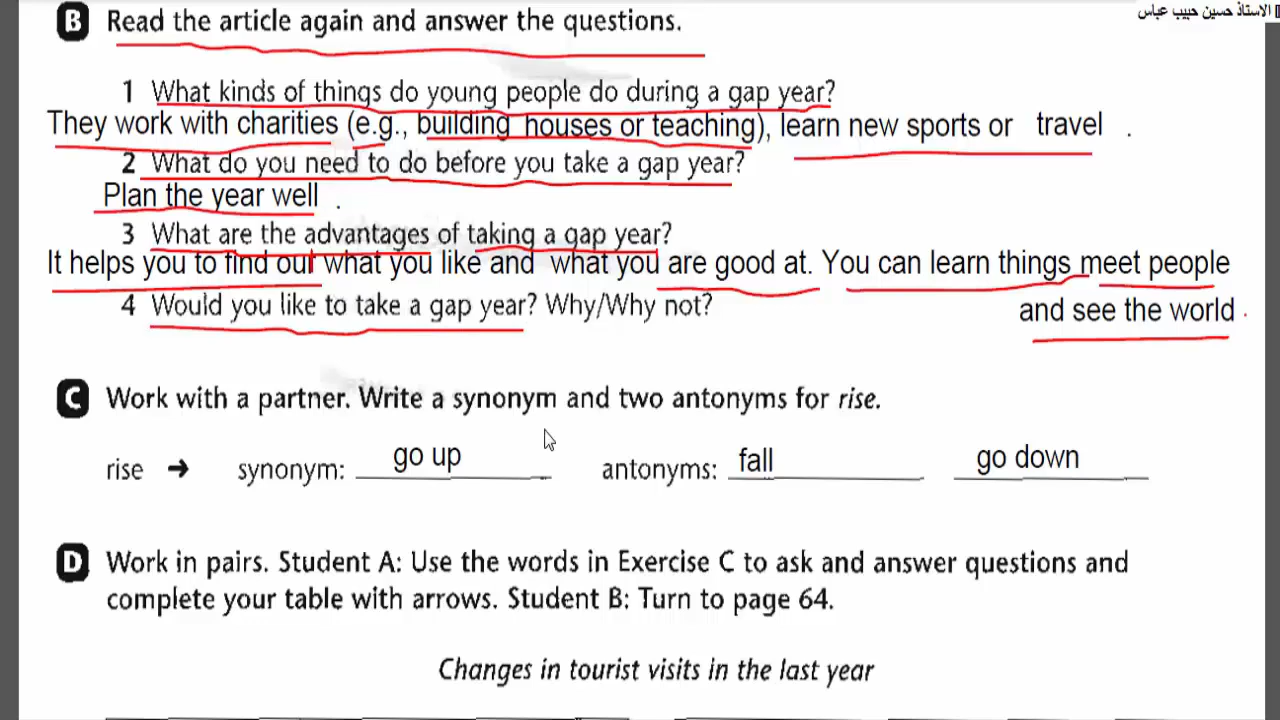 الاستاذ حسين حبيب عباس
B Read the article again and answer the questions.
1 What kinds of things do young people do during a gap year?
They work with charities (e.g., building houses or teaching), learn new sports or travel .
2 What do you need to do before you take a gap year?
Plan the year well .
3 What are the advantages of taking a gap year?
It helps you to find out what you like and what you are good at. You can learn things meet people
4 Would you like to take a gap year? Why/Why not?
and see the world .
C Work with a partner. Write a synonym and two antonyms for rise.
rise → synonym: go up antonyms: fall go down
D Work in pairs. Student A: Use the words in Exercise C to ask and answer questions and
complete your table with arrows. Student B: Turn to page 64.
Changes in tourist visits in the last year